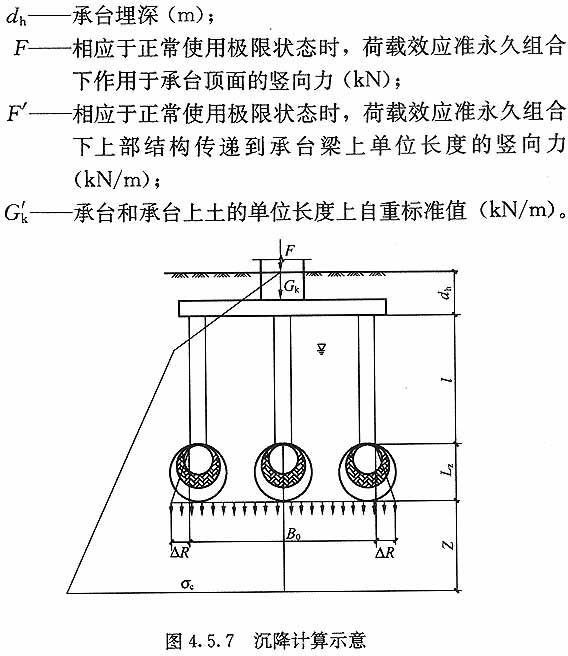 d_h——承台埋深（m）；
F——相应于正常使用极限状态时，荷载效应准永久组合
下作用于承台顶面的竖向力（kN）；
F′——相应于正常使用极限状态时，荷载效应准永久组合
下上部结构传递到承台梁上单位长度的竖向力
（kN/m）；
G′_k——承台和承台上土的单位长度上自重标准值（kN/m）。
F
G_k
d_h
l
L_z
ΔR
B_0
ΔR
Z
σ_c
图 4.5.7 沉降计算示意